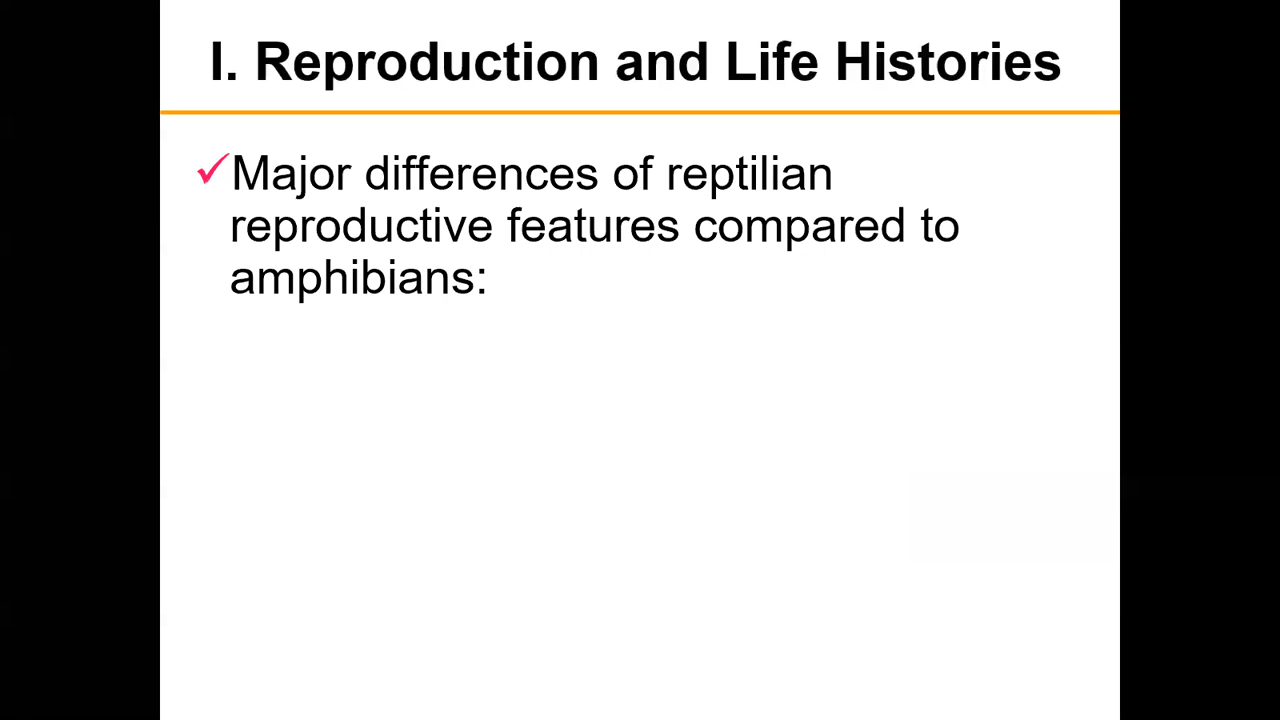 I. Reproduction and Life Histories
✓Major differences of reptilian
reproductive features compared to
amphibians: